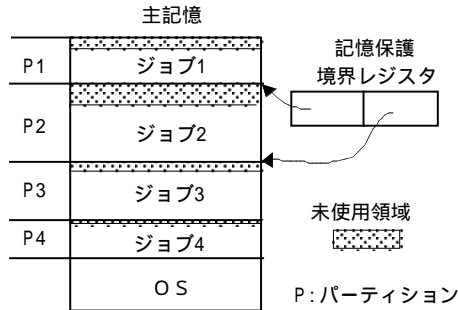 主記憶
P1
ジョブ1
P2
ジョブ2
P3
ジョブ3
P4
ジョブ4
OS
記憶保護
境界レジスタ
未使用領域
P:パーティション